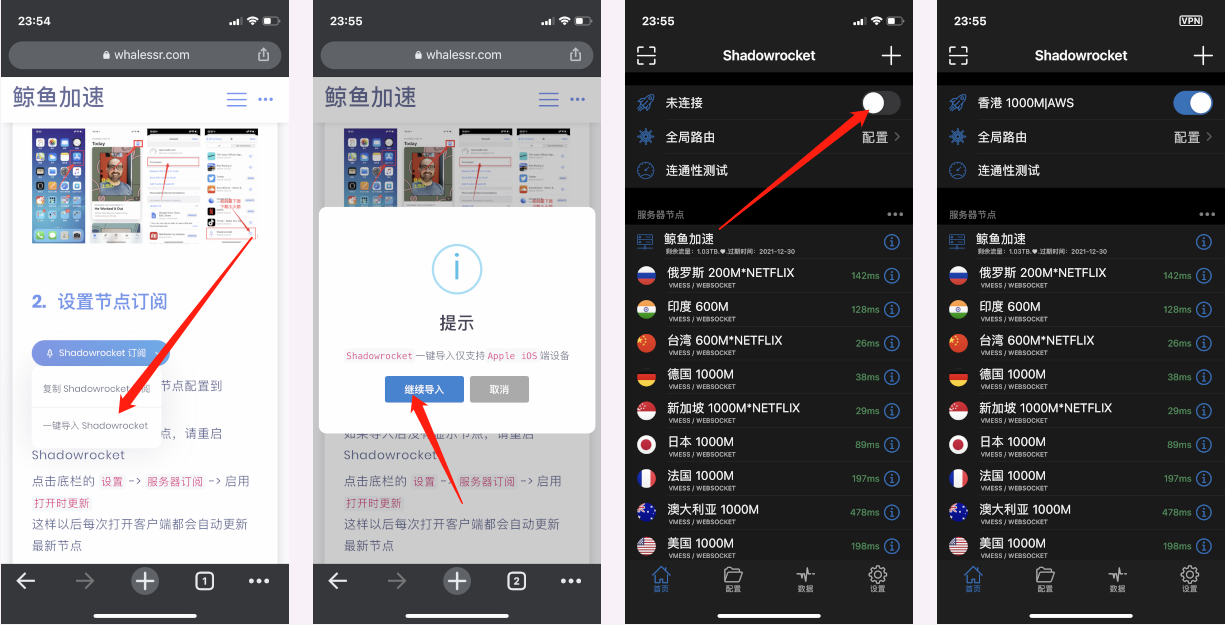 23:54
whalessr.com
鲸鱼加速
2. 设置节点订阅
Shadowrocket 订阅
复制 Shadowrocket 订阅
节点配置到
一键导入 Shadowrocket
点，请重启
Shadowrocket
点击底栏的 设置 -> 服务器订阅 -> 启用
打开时更新
这样以后每次打开客户端都会自动更新
最新节点
1
23:55
whalessr.com
鲸鱼加速
提示
Shadowrocket 一键导入仅支持 Apple iOS 端设备
继续导入
取消
如果导入后没有显示节点，请重启
Shadowrocket
点击底栏的 设置 -> 服务器订阅 -> 启用
打开时更新
这样以后每次打开客户端都会自动更新
最新节点
2
23:55
Shadowrocket
未连接
全局路由 配置
连通性测试
服务器节点
鲸鱼加速
剩余流量：1.03TB.♥.过期时间：2021-12-30
俄罗斯 200M*NETFLIX 142ms
VMESS / WEBSOCKET
印度 600M 128ms
VMESS / WEBSOCKET
台湾 600M*NETFLIX 26ms
VMESS / WEBSOCKET
德国 1000M 38ms
VMESS / WEBSOCKET
新加坡 1000M*NETFLIX 29ms
VMESS / WEBSOCKET
日本 1000M 89ms
VMESS / WEBSOCKET
法国 1000M 197ms
VMESS / WEBSOCKET
澳大利亚 1000M 478ms
VMESS / WEBSOCKET
美国 1000M 198ms
VMESS / WEBSOCKET
首页 配置 数据 设置
23:55 VPN
Shadowrocket
香港 1000M|AWS
全局路由 配置
连通性测试
服务器节点
鲸鱼加速
剩余流量：1.03TB.♥.过期时间：2021-12-30
俄罗斯 200M*NETFLIX 142ms
VMESS / WEBSOCKET
印度 600M 128ms
VMESS / WEBSOCKET
台湾 600M*NETFLIX 26ms
VMESS / WEBSOCKET
德国 1000M 38ms
VMESS / WEBSOCKET
新加坡 1000M*NETFLIX 29ms
VMESS / WEBSOCKET
日本 1000M 89ms
VMESS / WEBSOCKET
法国 1000M 197ms
VMESS / WEBSOCKET
澳大利亚 1000M 478ms
VMESS / WEBSOCKET
美国 1000M 198ms
VMESS / WEBSOCKET
首页 配置 数据 设置